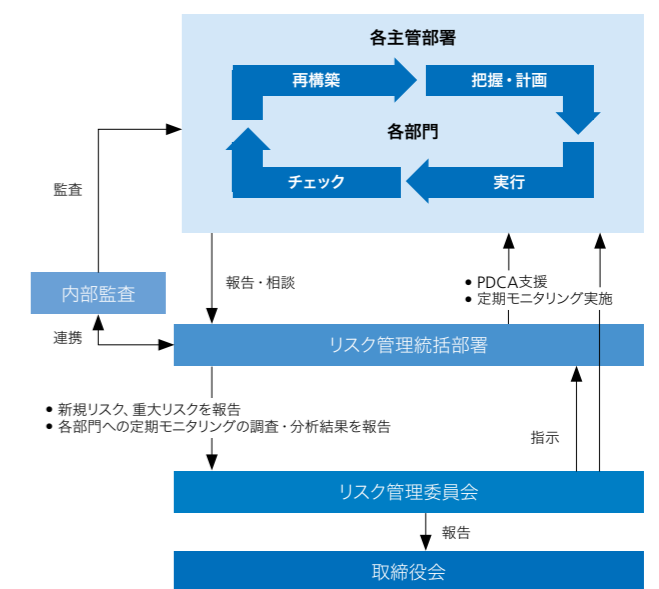 各主管部署
再構築
把握・計画
各部門
チェック
実行
監査
内部監査
報告・相談
● PDCA支援
● 定期モニタリング実施
連携
リスク管理統括部署
● 新規リスク、重大リスクを報告
● 各部門への定期モニタリングの調査・分析結果を報告
指示
リスク管理委員会
報告
取締役会